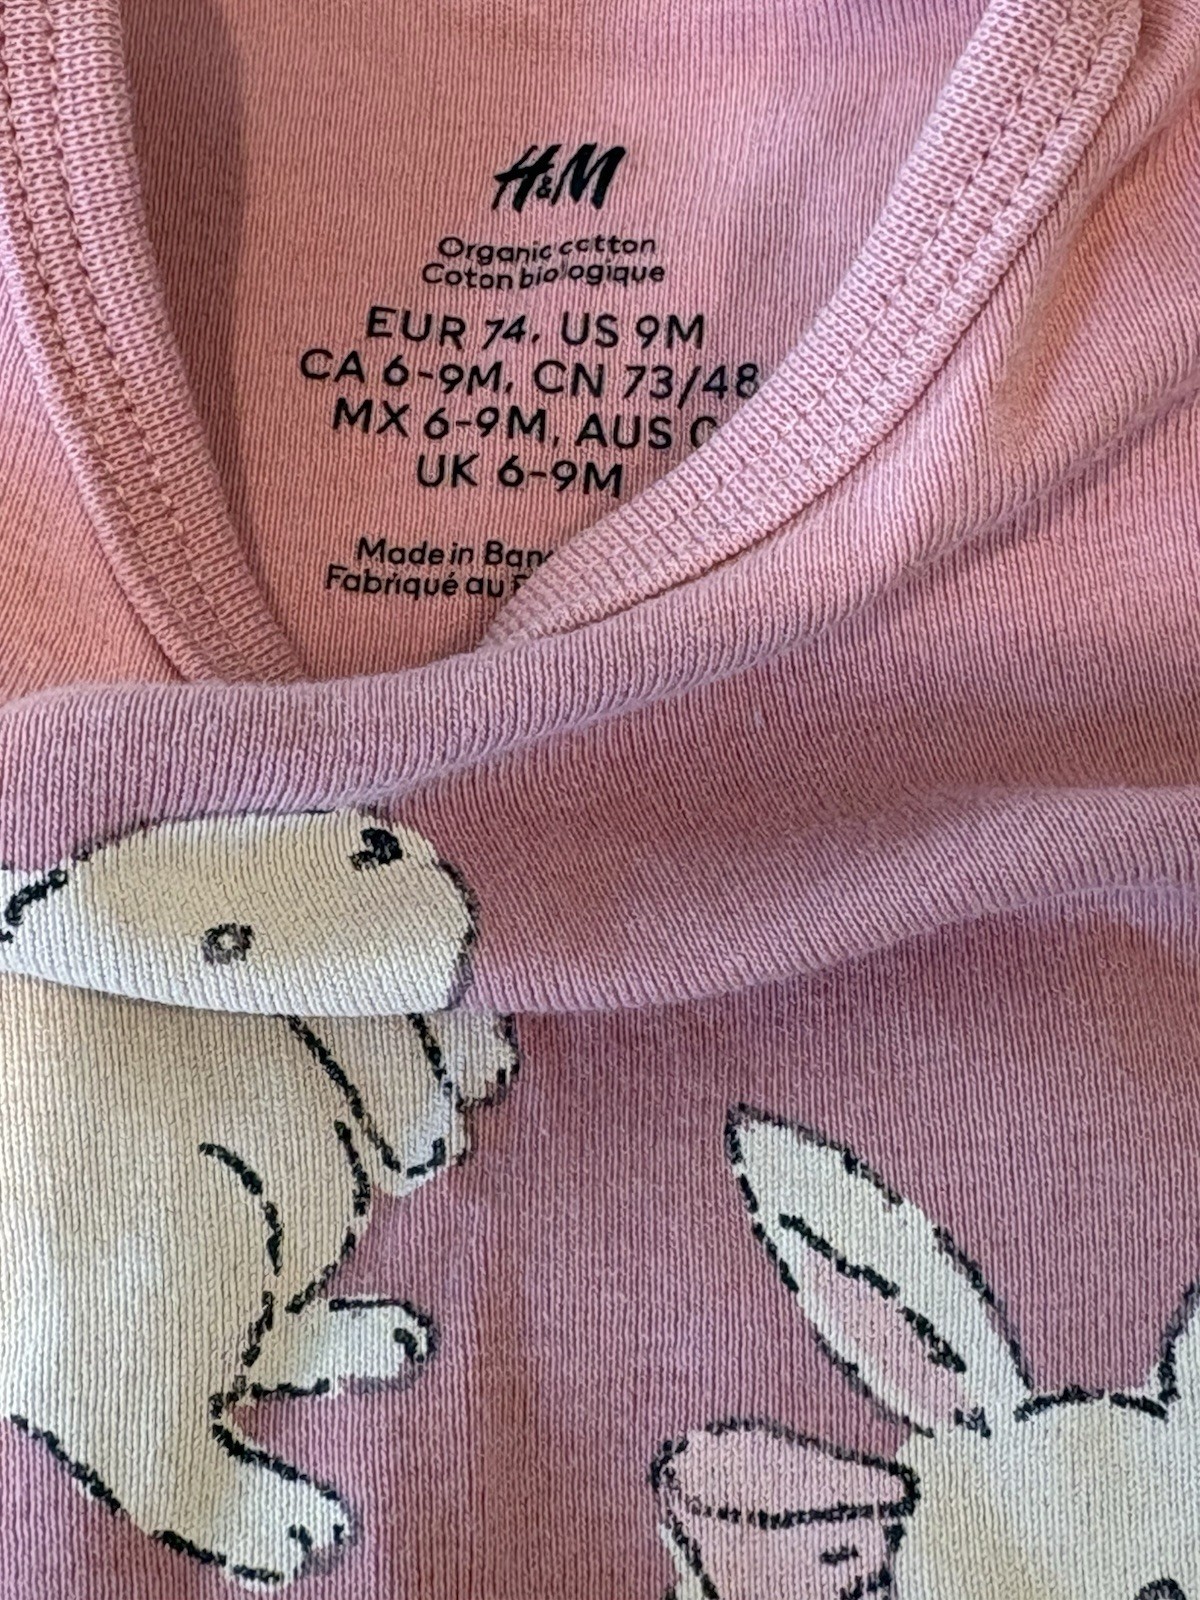 H&M
Organic cotton
Coton biologique
EUR 74, US 9M
CA 6-9M, CN 73/48
MX 6-9M, AUS
UK 6-9M
Made in
Fabriqué au